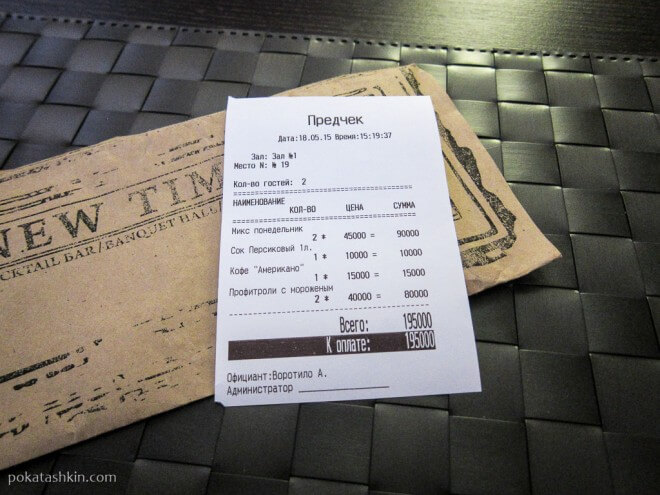 Предчек
Дата:18.05.15 Время:15:19:37
Зал: Зал №1
Место N: № 19
Кол-во гостей: 2
НАИМЕНОВАНИЕ
КОЛ-ВО ЦЕНА СУММА
Микс понедельник
2 * 45000 = 90000
Сок Персиковый 1л.
1 * 10000 = 10000
Кофе "Американо"
1 * 15000 = 15000
Профитроли с мороженым
2 * 40000 = 80000
Всего: 195000
К оплате: 195000
Официант:Воротило А.
Администратор
NEW TIM
COCKTAIL BAR/BANQUET HALL
pokatashkin.com